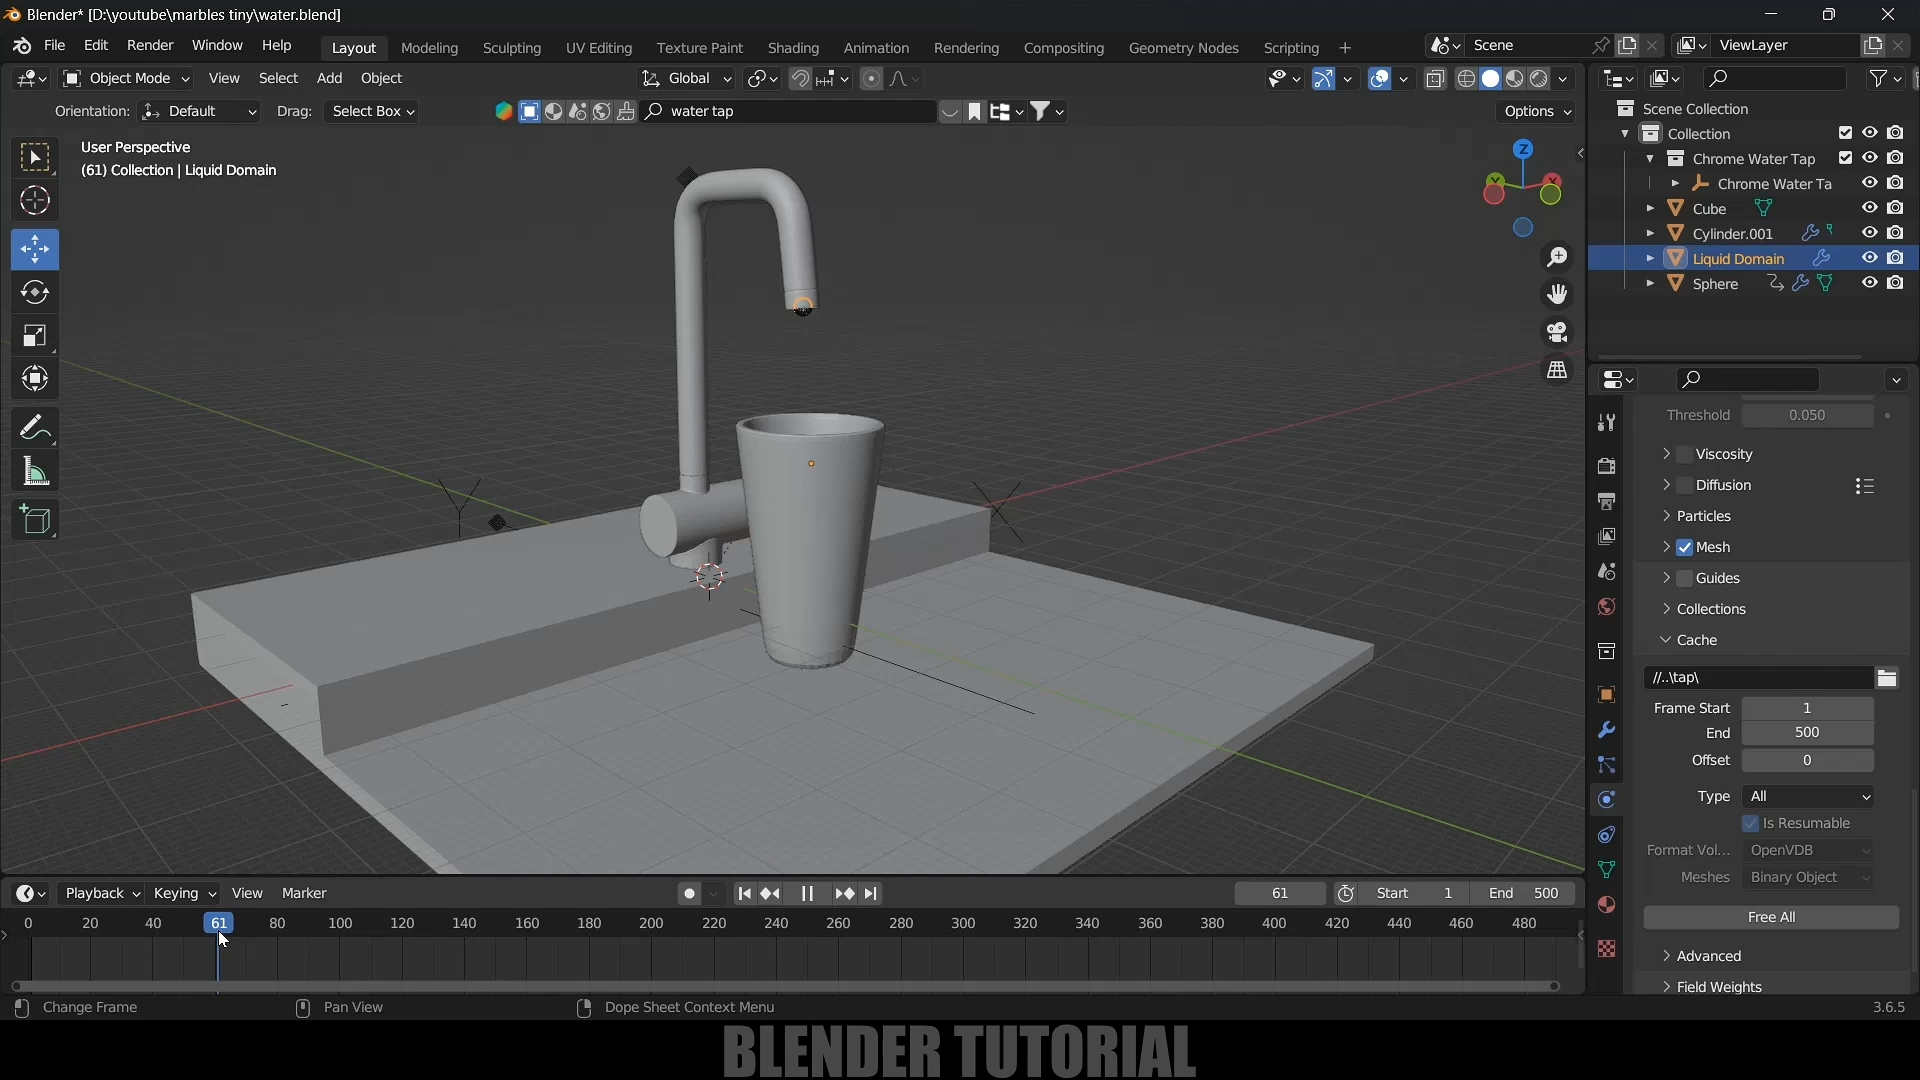 Blender* [D:\youtube\marbles tiny\water.blend]
File Edit Render Window Help Layout Modeling Sculpting UV Editing Texture Paint Shading Animation Rendering Compositing Geometry Nodes Scripting + Scene ViewLayer
Object Mode View Select Add Object Global
Orientation: Default Drag: Select Box water tap Options
User Perspective
(61) Collection | Liquid Domain
Z
Scene Collection
Collection
Chrome Water Tap
Chrome Water Ta
Cube
Cylinder.001
Liquid Domain
Sphere
Threshold 0.050
Viscosity
Diffusion
Particles
Mesh
Guides
Collections
Cache
//..\tap\
Frame Start 1
End 500
Offset 0
Type All
Is Resumable
Format Vol... OpenVDB
Meshes Binary Object
Free All
Advanced
Field Weights
Playback Keying View Marker 61 Start 1 End 500
0 20 40 61 80 100 120 140 160 180 200 220 240 260 280 300 320 340 360 380 400 420 440 460 480
Change Frame Pan View Dope Sheet Context Menu 3.6.5
BLENDER TUTORIAL